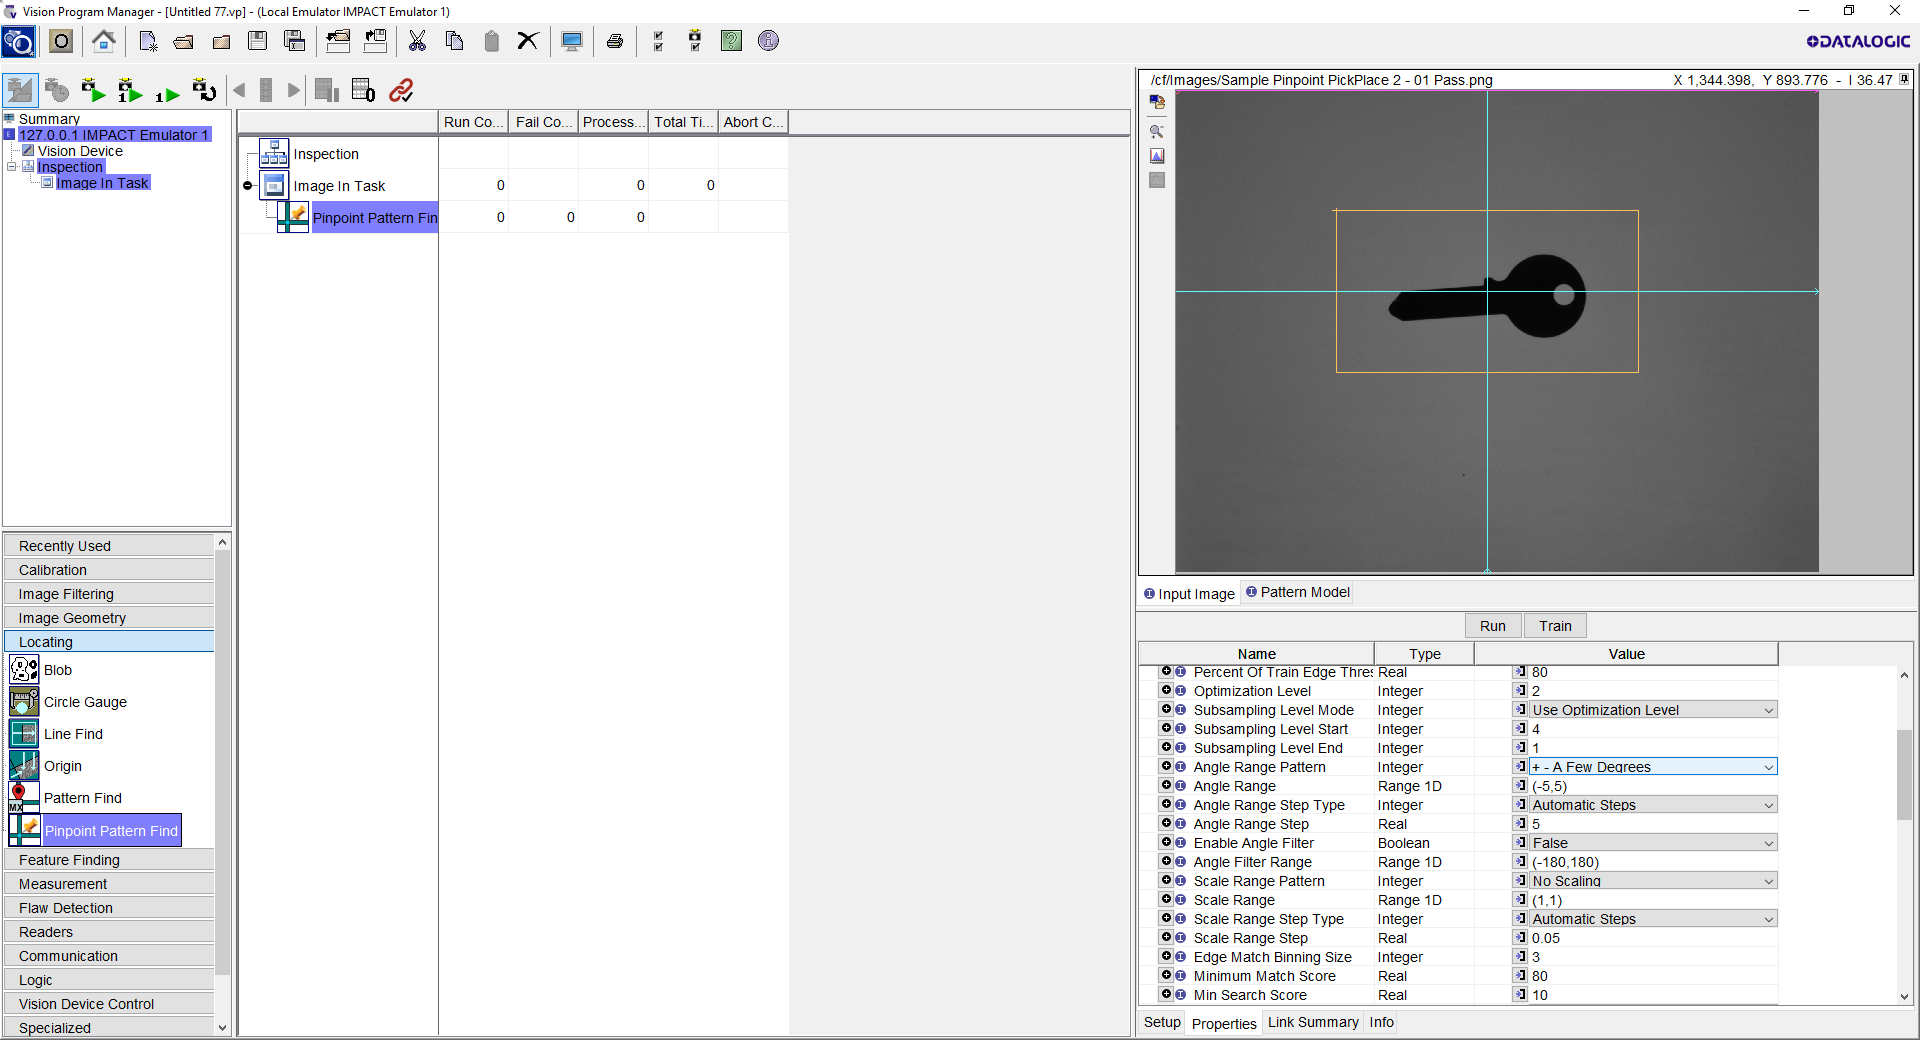 Vision Program Manager - [Untitled 77.vp] - (Local Emulator IMPACT Emulator 1)
DATALOGIC
Summary
127.0.0.1 IMPACT Emulator 1
Vision Device
Inspection
Image In Task
Recently Used
Calibration
Image Filtering
Image Geometry
Locating
Blob
Circle Gauge
Line Find
Origin
MX
Pattern Find
Pinpoint Pattern Find
Feature Finding
Measurement
Flaw Detection
Readers
Communication
Logic
Vision Device Control
Specialized
Run Co... Fail Co... Process... Total Ti... Abort C...
Inspection
Image In Task 0 0 0
Pinpoint Pattern Fin 0 0 0
/cf/Images/Sample Pinpoint PickPlace 2 - 01 Pass.png X 1,344.398, Y 893.776 - I 36.47
Input Image Pattern Model
Run Train
Name Type Value
Percent Of Train Edge Thres Real 80
Optimization Level Integer 2
Subsampling Level Mode Integer Use Optimization Level
Subsampling Level Start Integer 4
Subsampling Level End Integer 1
Angle Range Pattern Integer + - A Few Degrees
Angle Range Range 1D (-5,5)
Angle Range Step Type Integer Automatic Steps
Angle Range Step Real 5
Enable Angle Filter Boolean False
Angle Filter Range Range 1D (-180,180)
Scale Range Pattern Integer No Scaling
Scale Range Range 1D (1,1)
Scale Range Step Type Integer Automatic Steps
Scale Range Step Real 0.05
Edge Match Binning Size Integer 3
Minimum Match Score Real 80
Min Search Score Real 10
Setup Properties Link Summary Info